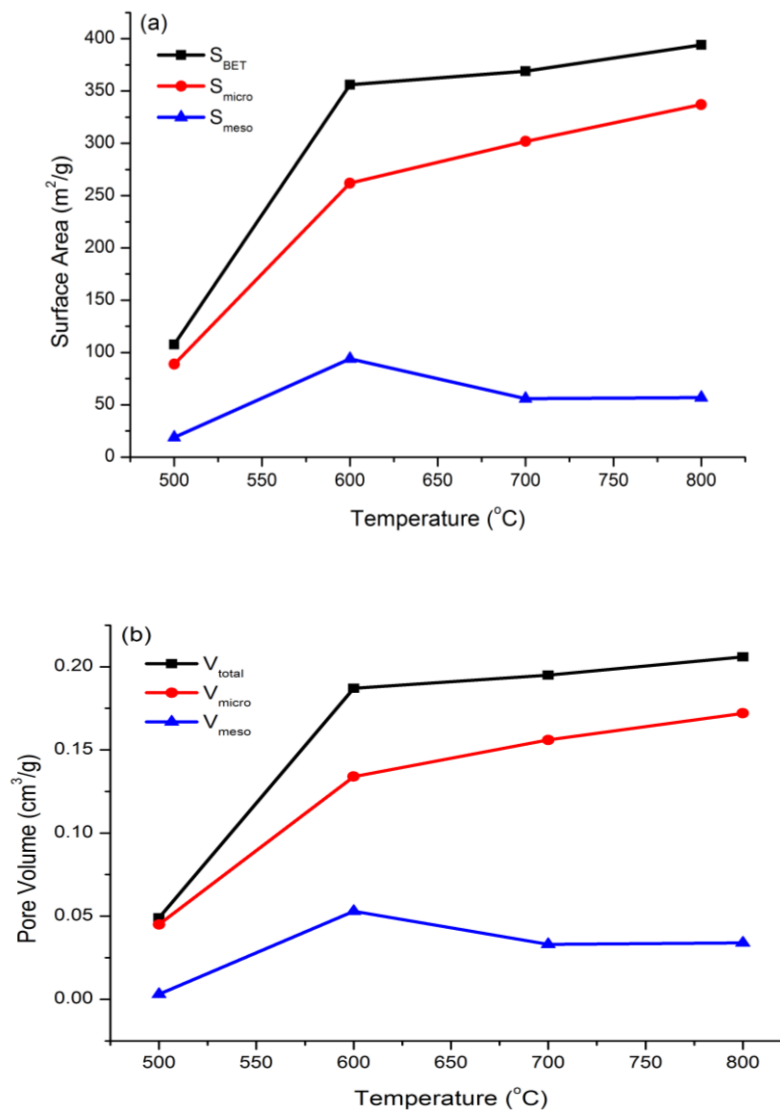 (a)
S_BET
S_micro
S_meso
400
350
300
250
200
150
100
50
0
Surface Area (m²/g)
500 550 600 650 700 750 800
Temperature (°C)
(b)
V_total
V_micro
V_meso
0.20
0.15
0.10
0.05
0.00
Pore Volume (cm³/g)
500 550 600 650 700 750 800
Temperature (°C)